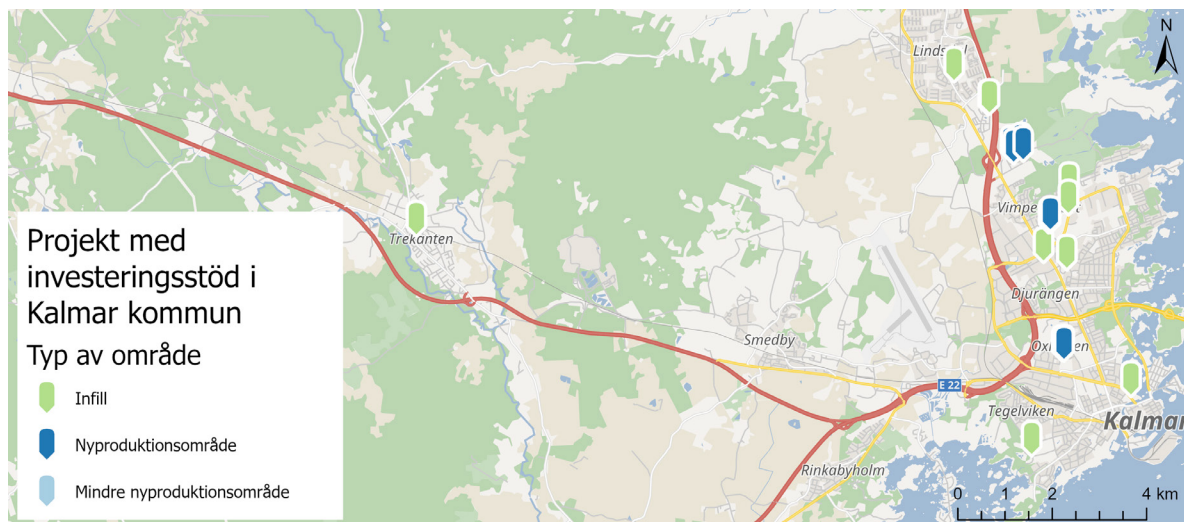 Projekt med
investeringsstöd i
Kalmar kommun
Typ av område
Infill
Nyproduktionsområde
Mindre nyproduktionsområde
N
Trekanten
Djurängen
Smedby
E 22
Tegelviken
Kalmar
Rinkabyholm
0 2 4 km